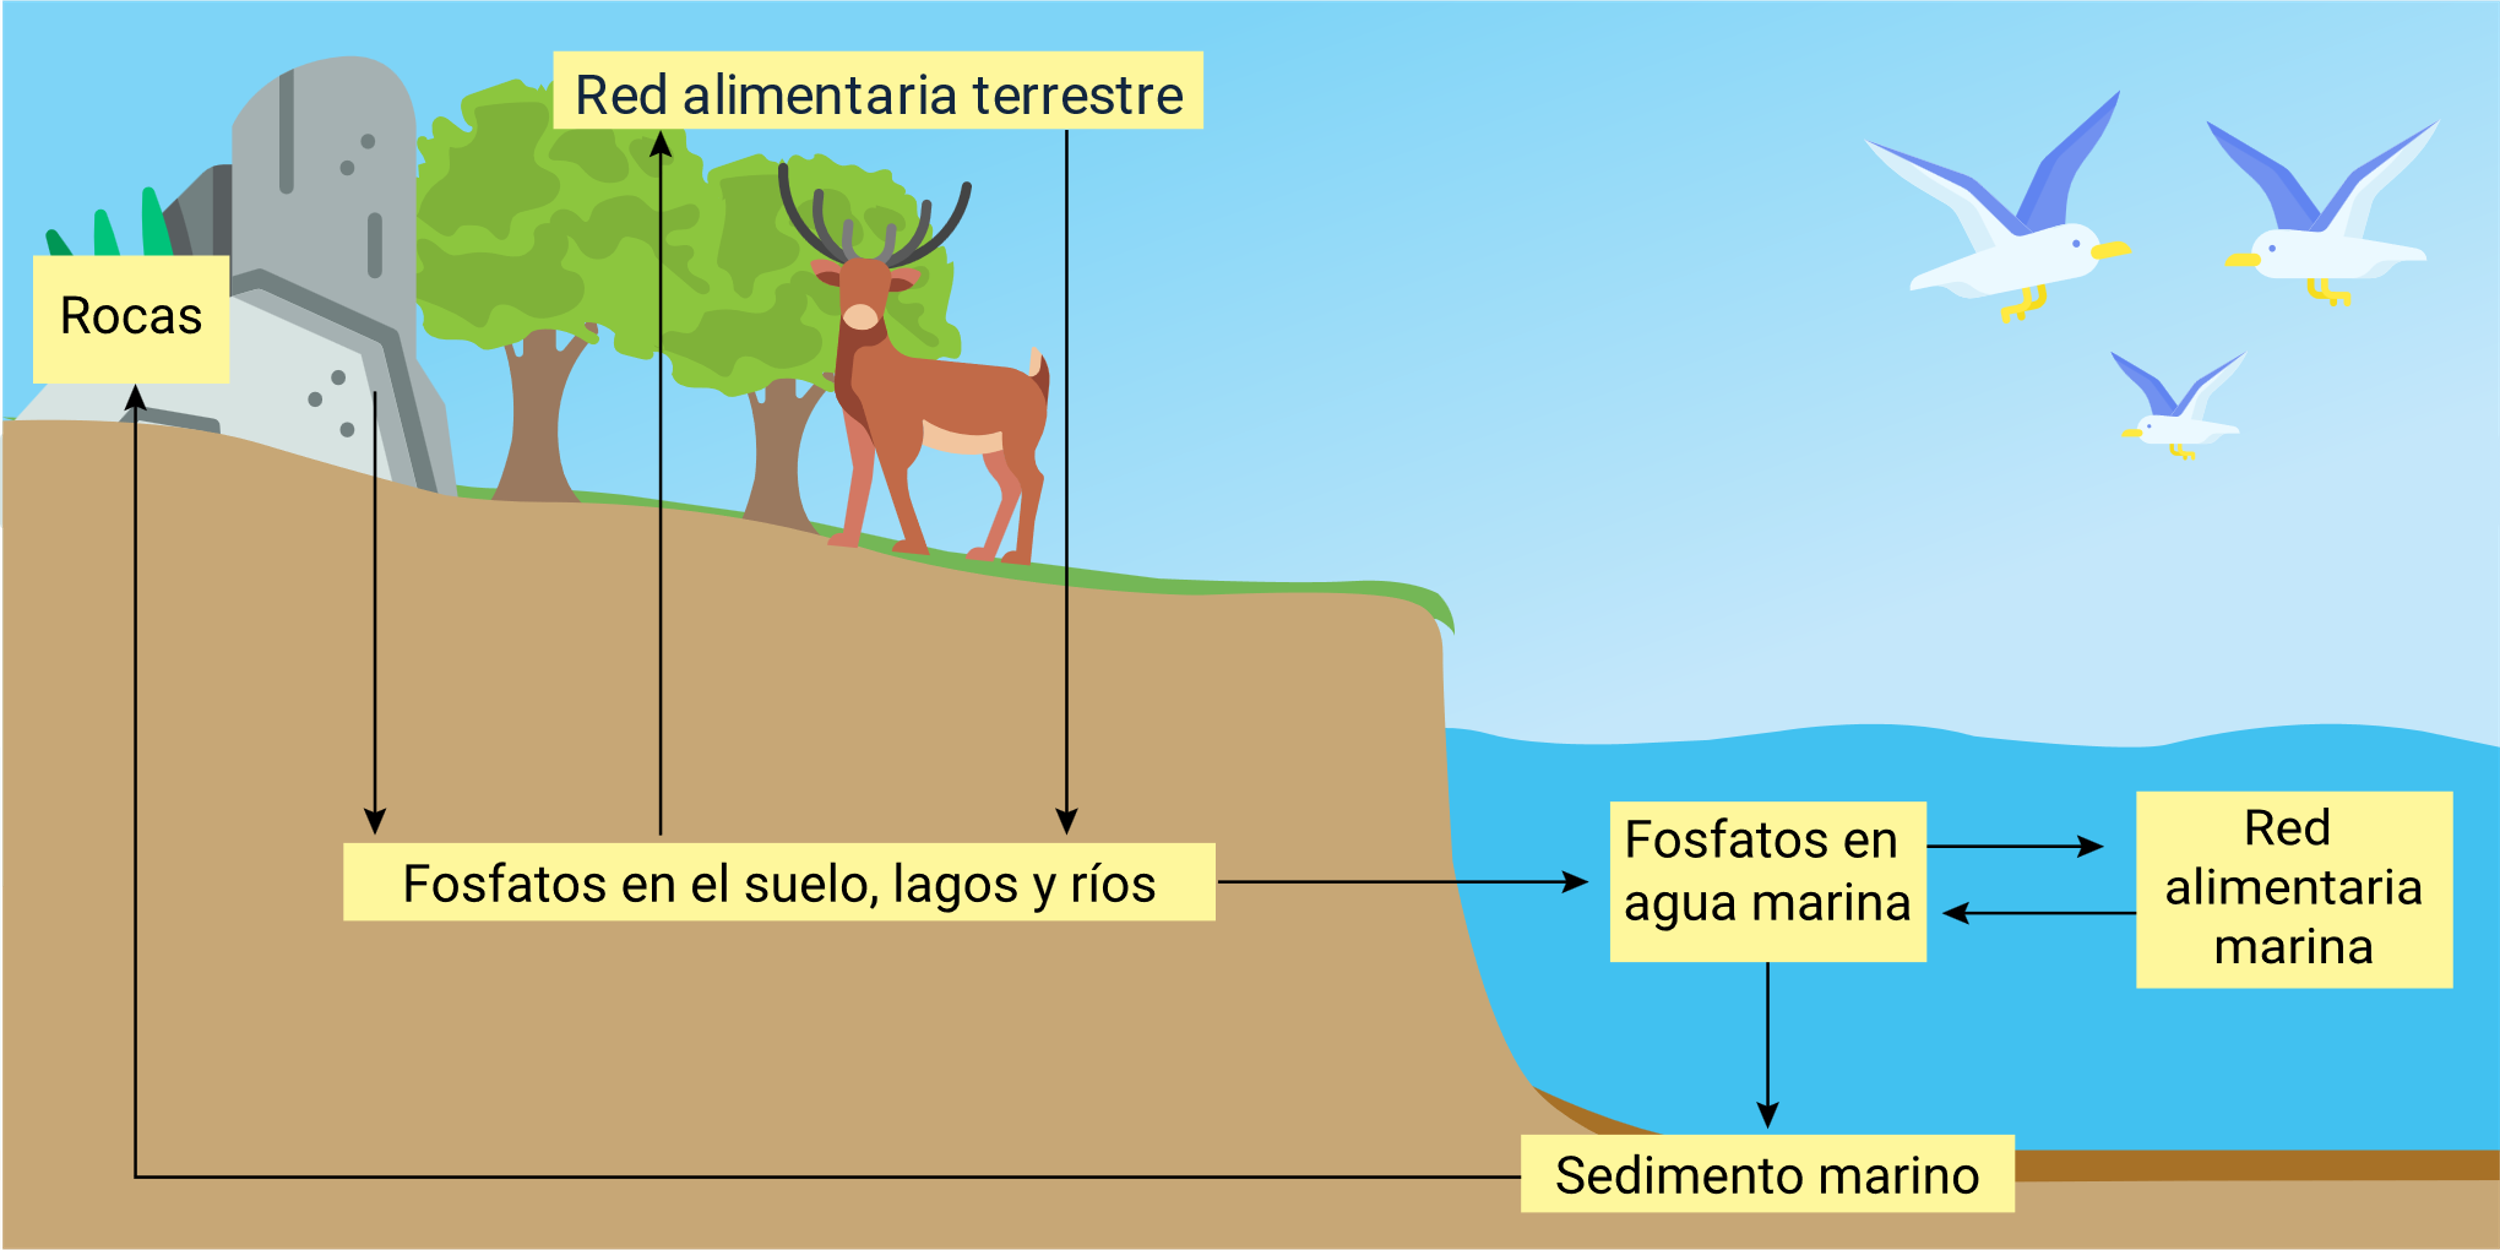 Red alimentaria terrestre
Rocas
Fosfatos en el suelo, lagos y ríos
Fosfatos en
agua marina
Red
alimentaria
marina
Sedimento marino